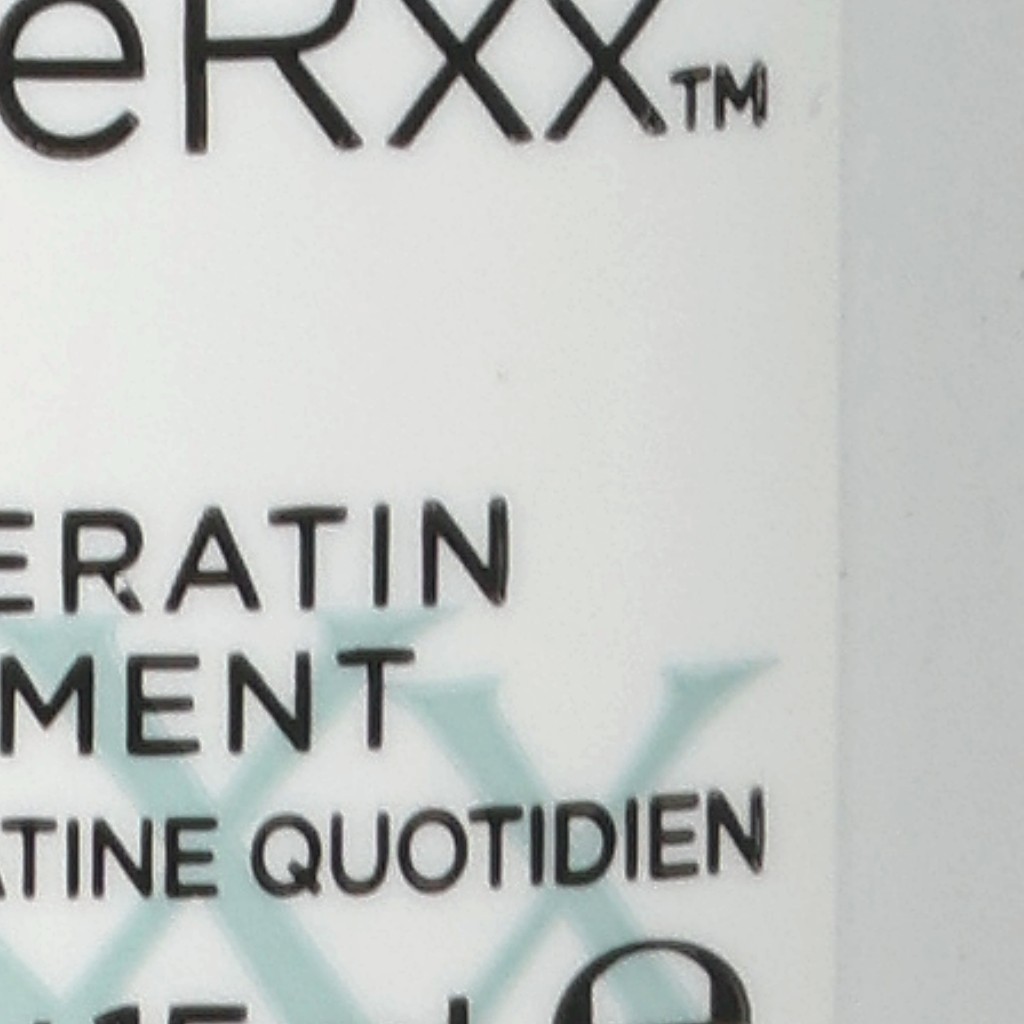 eRxx™
ERATIN
MENT
ATINE QUOTIDIEN
e